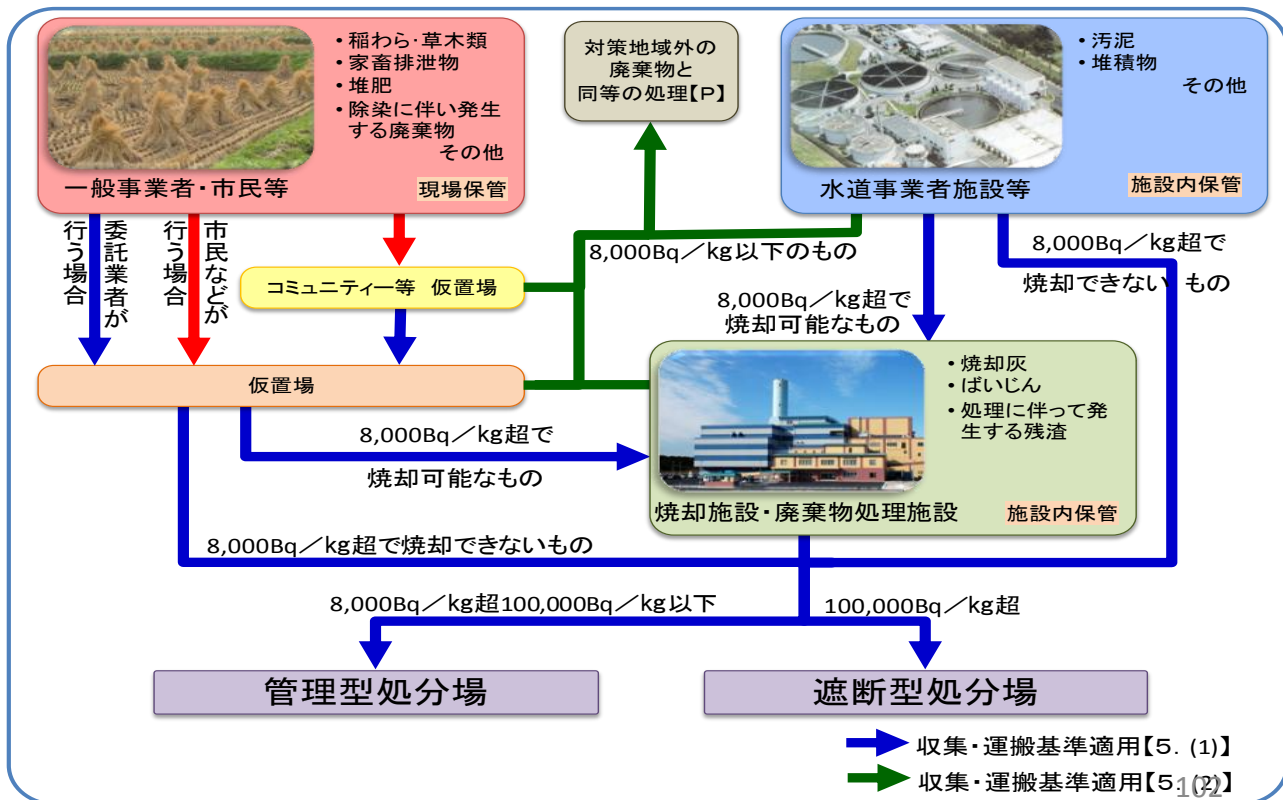 ・稲わら・草木類
・家畜排泄物
・堆肥
・除染に伴い発生
する廃棄物
その他
一般事業者・市民等
現場保管
対策地域外の
廃棄物と
同等の処理【P】
・汚泥
・堆積物
その他
水道事業者施設等
施設内保管
委託業者が
行う場合
市民などが
行う場合
8,000Bq／kg以下のもの
8,000Bq／kg超で
焼却できない もの
コミュニティー等 仮置場
8,000Bq／kg超で
焼却可能なもの
仮置場
・焼却灰
・ばいじん
・処理に伴って発
生する残渣
8,000Bq／kg超で
焼却可能なもの
焼却施設・廃棄物処理施設
施設内保管
8,000Bq／kg超で焼却できないもの
8,000Bq／kg超100,000Bq／kg以下
100,000Bq／kg超
管理型処分場
遮断型処分場
収集・運搬基準適用【5. (1)】
収集・運搬基準適用【5. (2)】
102